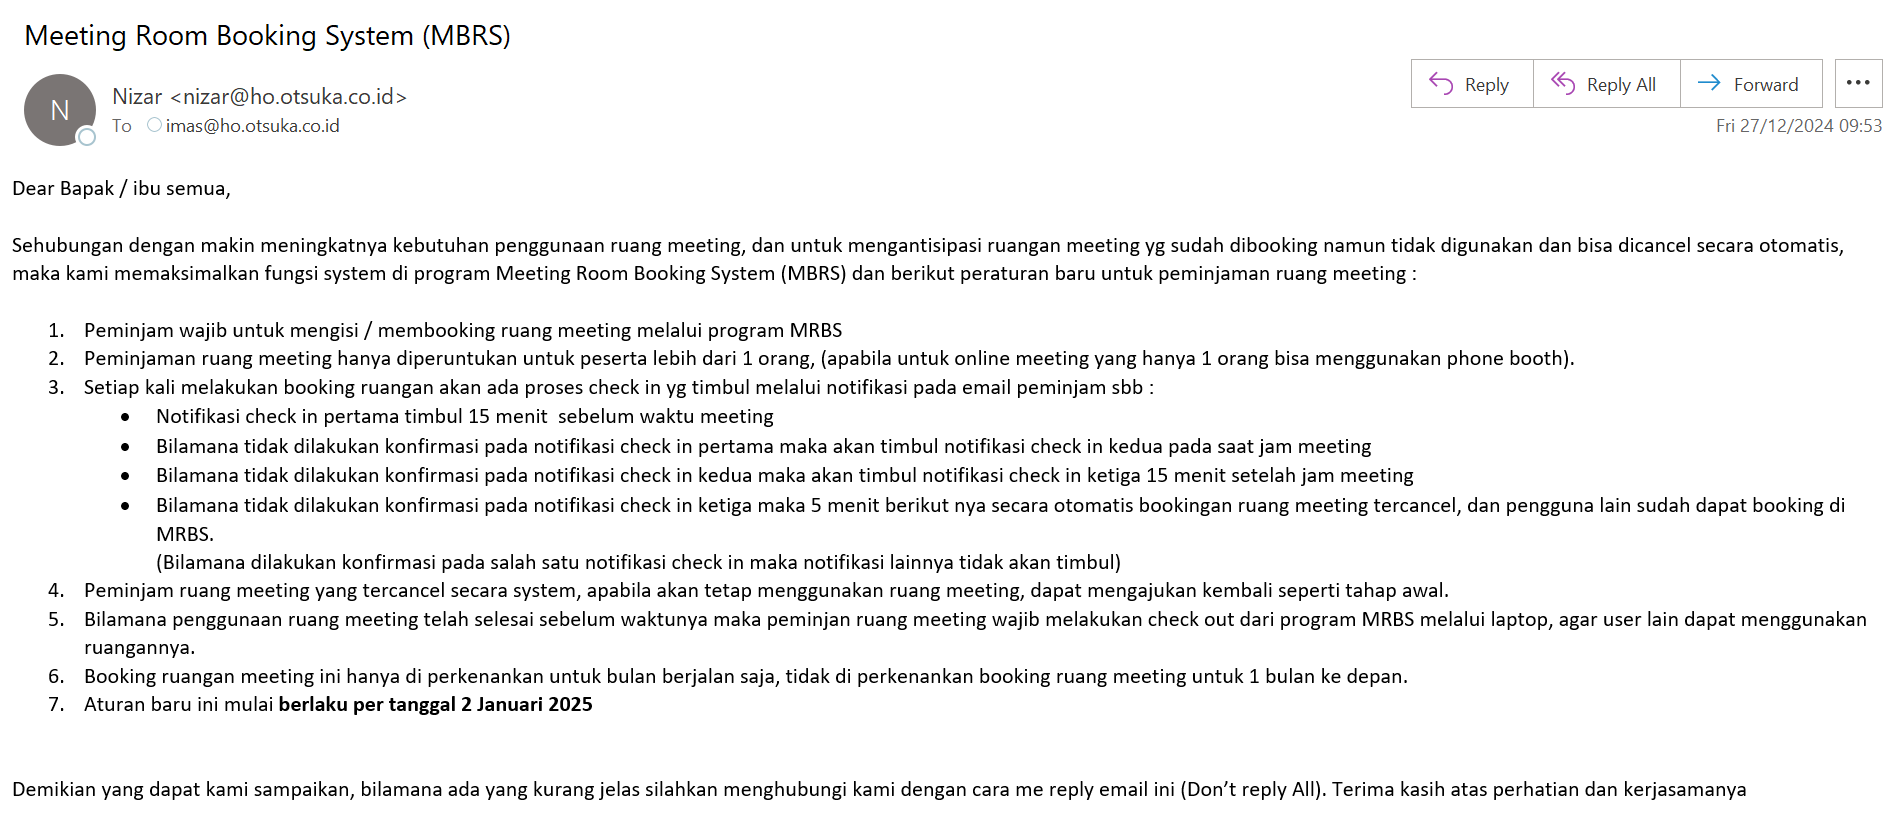 Meeting Room Booking System (MBRS)
N
Nizar <nizar@ho.otsuka.co.id>
To imas@ho.otsuka.co.id
Reply
Reply All
Forward
Fri 27/12/2024 09:53
Dear Bapak / ibu semua,
Sehubungan dengan makin meningkatnya kebutuhan penggunaan ruang meeting, dan untuk mengantisipasi ruangan meeting yg sudah dibooking namun tidak digunakan dan bisa dicancel secara otomatis,
maka kami memaksimalkan fungsi system di program Meeting Room Booking System (MBRS) dan berikut peraturan baru untuk peminjaman ruang meeting :
1. Peminjam wajib untuk mengisi / membooking ruang meeting melalui program MRBS
2. Peminjaman ruang meeting hanya diperuntukan untuk peserta lebih dari 1 orang, (apabila untuk online meeting yang hanya 1 orang bisa menggunakan phone booth).
3. Setiap kali melakukan booking ruangan akan ada proses check in yg timbul melalui notifikasi pada email peminjam sbb :
• Notifikasi check in pertama timbul 15 menit  sebelum waktu meeting
• Bilamana tidak dilakukan konfirmasi pada notifikasi check in pertama maka akan timbul notifikasi check in kedua pada saat jam meeting
• Bilamana tidak dilakukan konfirmasi pada notifikasi check in kedua maka akan timbul notifikasi check in ketiga 15 menit setelah jam meeting
• Bilamana tidak dilakukan konfirmasi pada notifikasi check in ketiga maka 5 menit berikut nya secara otomatis bookingan ruang meeting tercancel, dan pengguna lain sudah dapat booking di
MRBS.
(Bilamana dilakukan konfirmasi pada salah satu notifikasi check in maka notifikasi lainnya tidak akan timbul)
4. Peminjam ruang meeting yang tercancel secara system, apabila akan tetap menggunakan ruang meeting, dapat mengajukan kembali seperti tahap awal.
5. Bilamana penggunaan ruang meeting telah selesai sebelum waktunya maka peminjan ruang meeting wajib melakukan check out dari program MRBS melalui laptop, agar user lain dapat menggunakan
ruangannya.
6. Booking ruangan meeting ini hanya di perkenankan untuk bulan berjalan saja, tidak di perkenankan booking ruang meeting untuk 1 bulan ke depan.
7. Aturan baru ini mulai berlaku per tanggal 2 Januari 2025
Demikian yang dapat kami sampaikan, bilamana ada yang kurang jelas silahkan menghubungi kami dengan cara me reply email ini (Don’t reply All). Terima kasih atas perhatian dan kerjasamanya